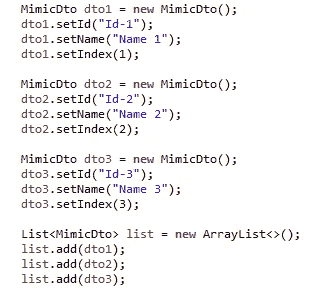 MimicDto dto1 = new MimicDto();
dto1.setId("Id-1");
dto1.setName("Name 1");
dto1.setIndex(1);
MimicDto dto2 = new MimicDto();
dto2.setId("Id-2");
dto2.setName("Name 2");
dto2.setIndex(2);
MimicDto dto3 = new MimicDto();
dto3.setId("Id-3");
dto3.setName("Name 3");
dto3.setIndex(3);
List<MimicDto> list = new ArrayList<>();
list.add(dto1);
list.add(dto2);
list.add(dto3);